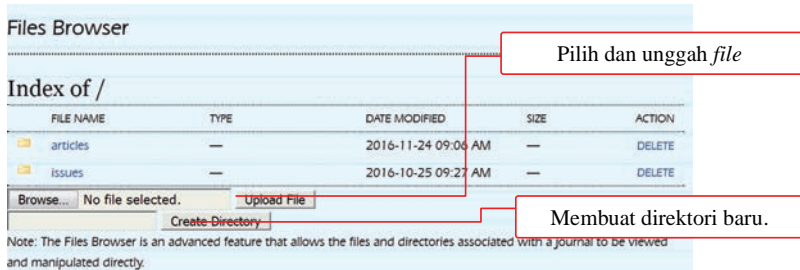 Files Browser
Pilih dan unggah file
Index of /
FILE NAME TYPE DATE MODIFIED SIZE ACTION
articles — 2016-11-24 09:06 AM — DELETE
issues — 2016-10-25 09:27 AM — DELETE
Browse... No file selected. Upload File
Create Directory
Membuat direktori baru.
Note: The Files Browser is an advanced feature that allows the files and directories associated with a journal to be viewed
and manipulated directly.